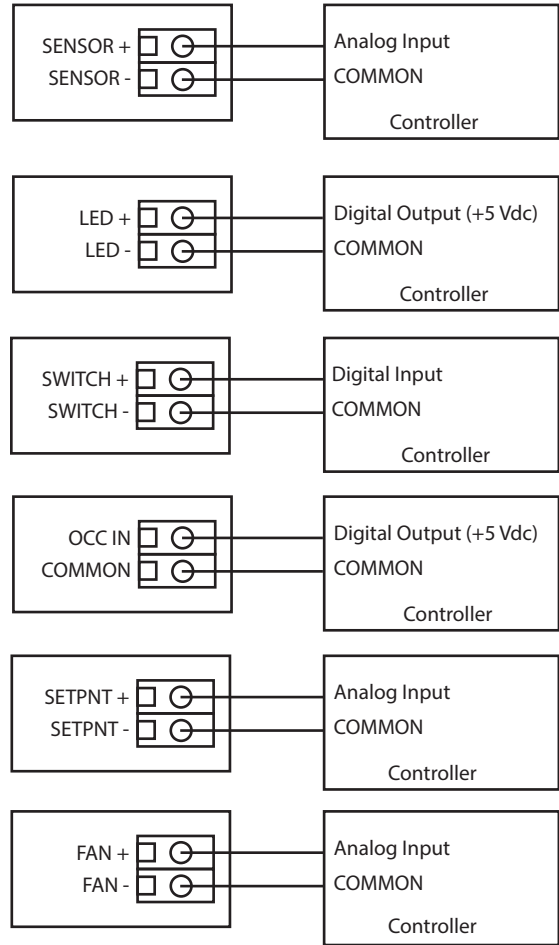 SENSOR + Analog Input
SENSOR - COMMON
Controller
LED + Digital Output (+5 Vdc)
LED - COMMON
Controller
SWITCH + Digital Input
SWITCH - COMMON
Controller
OCC IN Digital Output (+5 Vdc)
COMMON COMMON
Controller
SETPNT + Analog Input
SETPNT - COMMON
Controller
FAN + Analog Input
FAN - COMMON
Controller